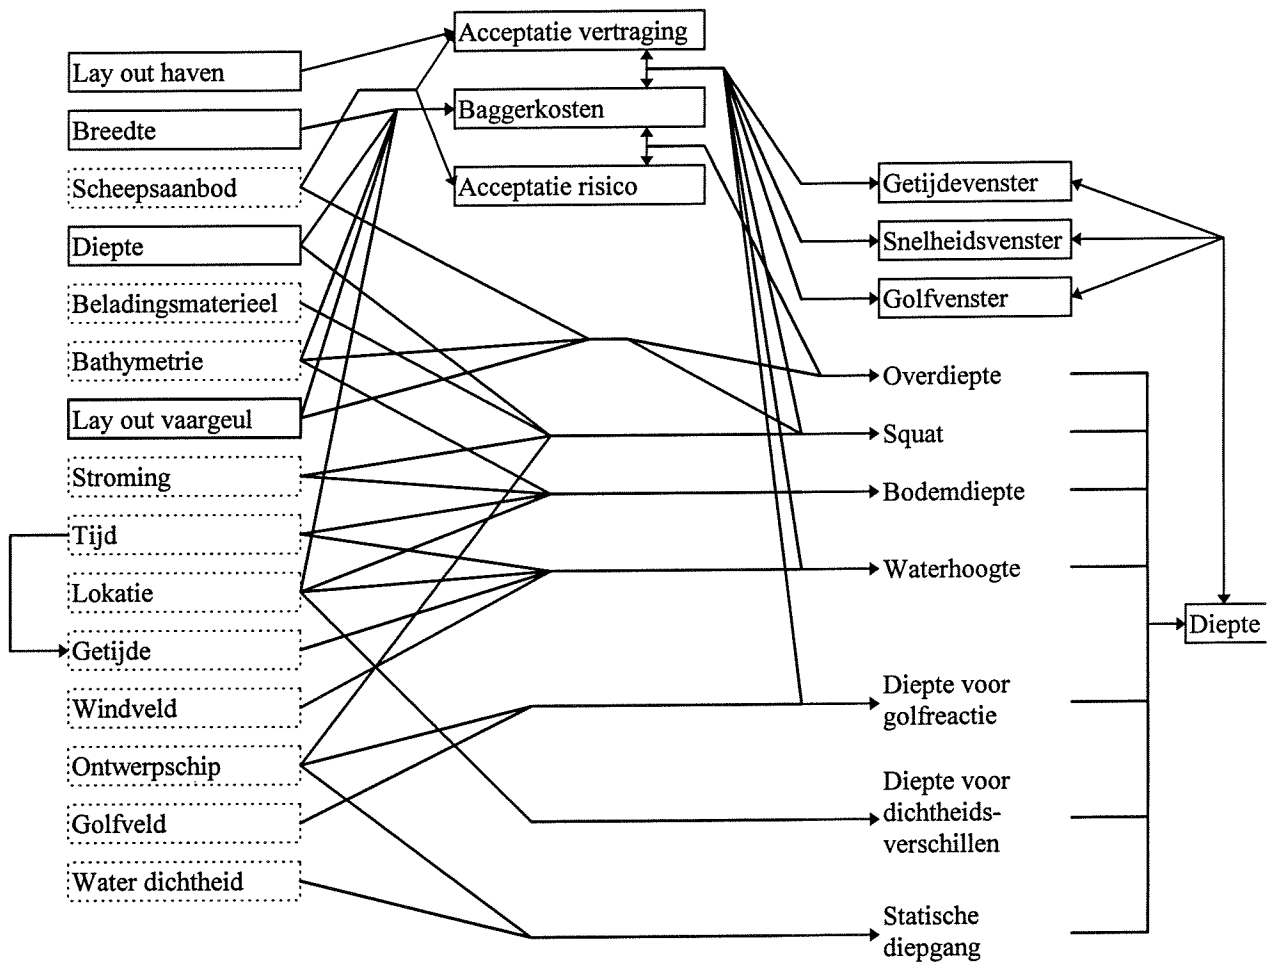 Lay out haven
Breedte
Scheepsaanbod
Diepte
Beladingsmaterieel
Bathymetrie
Lay out vaargeul
Stroming
Tijd
Lokatie
Getijde
Windveld
Ontwerpschip
Golfveld
Water dichtheid
Acceptatie vertraging
Baggerkosten
Acceptatie risico
Getijdevenster
Snelheidsvenster
Golfvenster
Overdiepte
Squat
Bodemdiepte
Waterhoogte
Diepte voor
golfreactie
Diepte voor
dichtheids-
verschillen
Statische
diepgang
Diepte